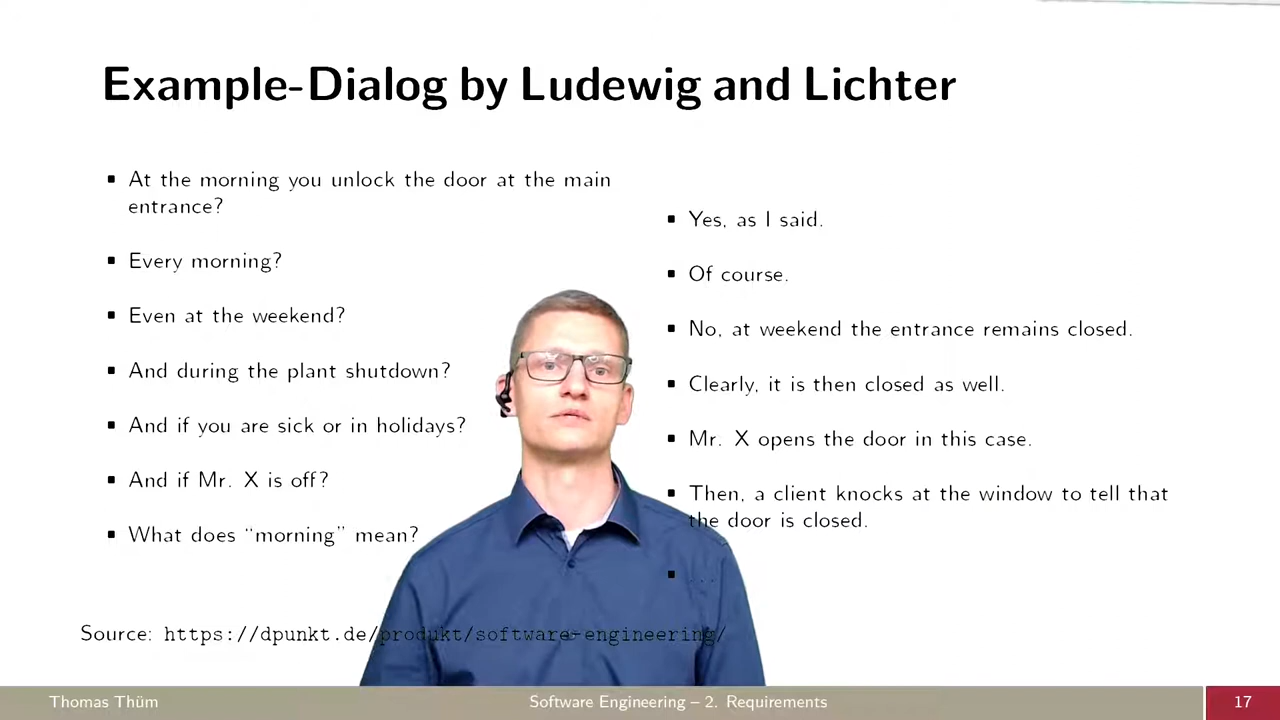 Example-Dialog by Ludewig and Lichter
At the morning you unlock the door at the main
entrance?
Yes, as I said.
Every morning?
Of course.
Even at the weekend?
No, at weekend the entrance remains closed.
And during the plant shutdown?
Clearly, it is then closed as well.
And if you are sick or in holidays?
Mr. X opens the door in this case.
And if Mr. X is off?
Then, a client knocks at the window to tell that
the door is closed.
What does “morning” mean?
...
Source: https://dpunkt.de/produkt/software-engineering/
Thomas Thüm
Software Engineering – 2. Requirements
17